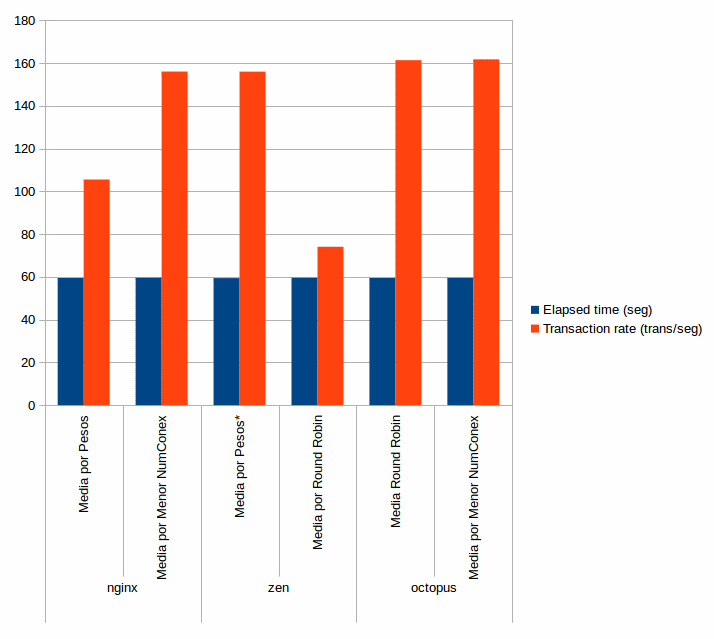 180
160
140
120
100
80
60
40
20
0
Media por Pesos
Media por Menor NumConex
Media por Pesos*
Media por Round Robin
Media Round Robin
Media por Menor NumConex
nginx
zen
octopus
Elapsed time (seg)
Transaction rate (trans/seg)